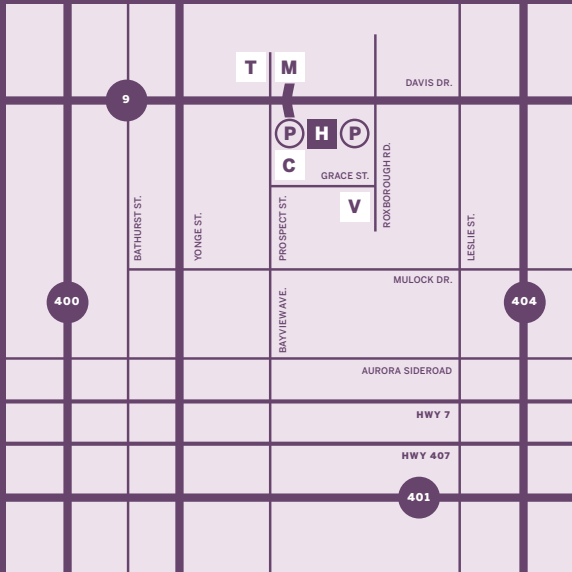 T M
DAVIS DR.
9
P H P
C
GRACE ST.
ROXBOROUGH RD.
V
BATHURST ST.
YONGE ST.
PROSPECT ST.
LESLIE ST.
MULOCK DR.
400
404
BAYVIEW AVE.
AURORA SIDEROAD
HWY 7
HWY 407
401